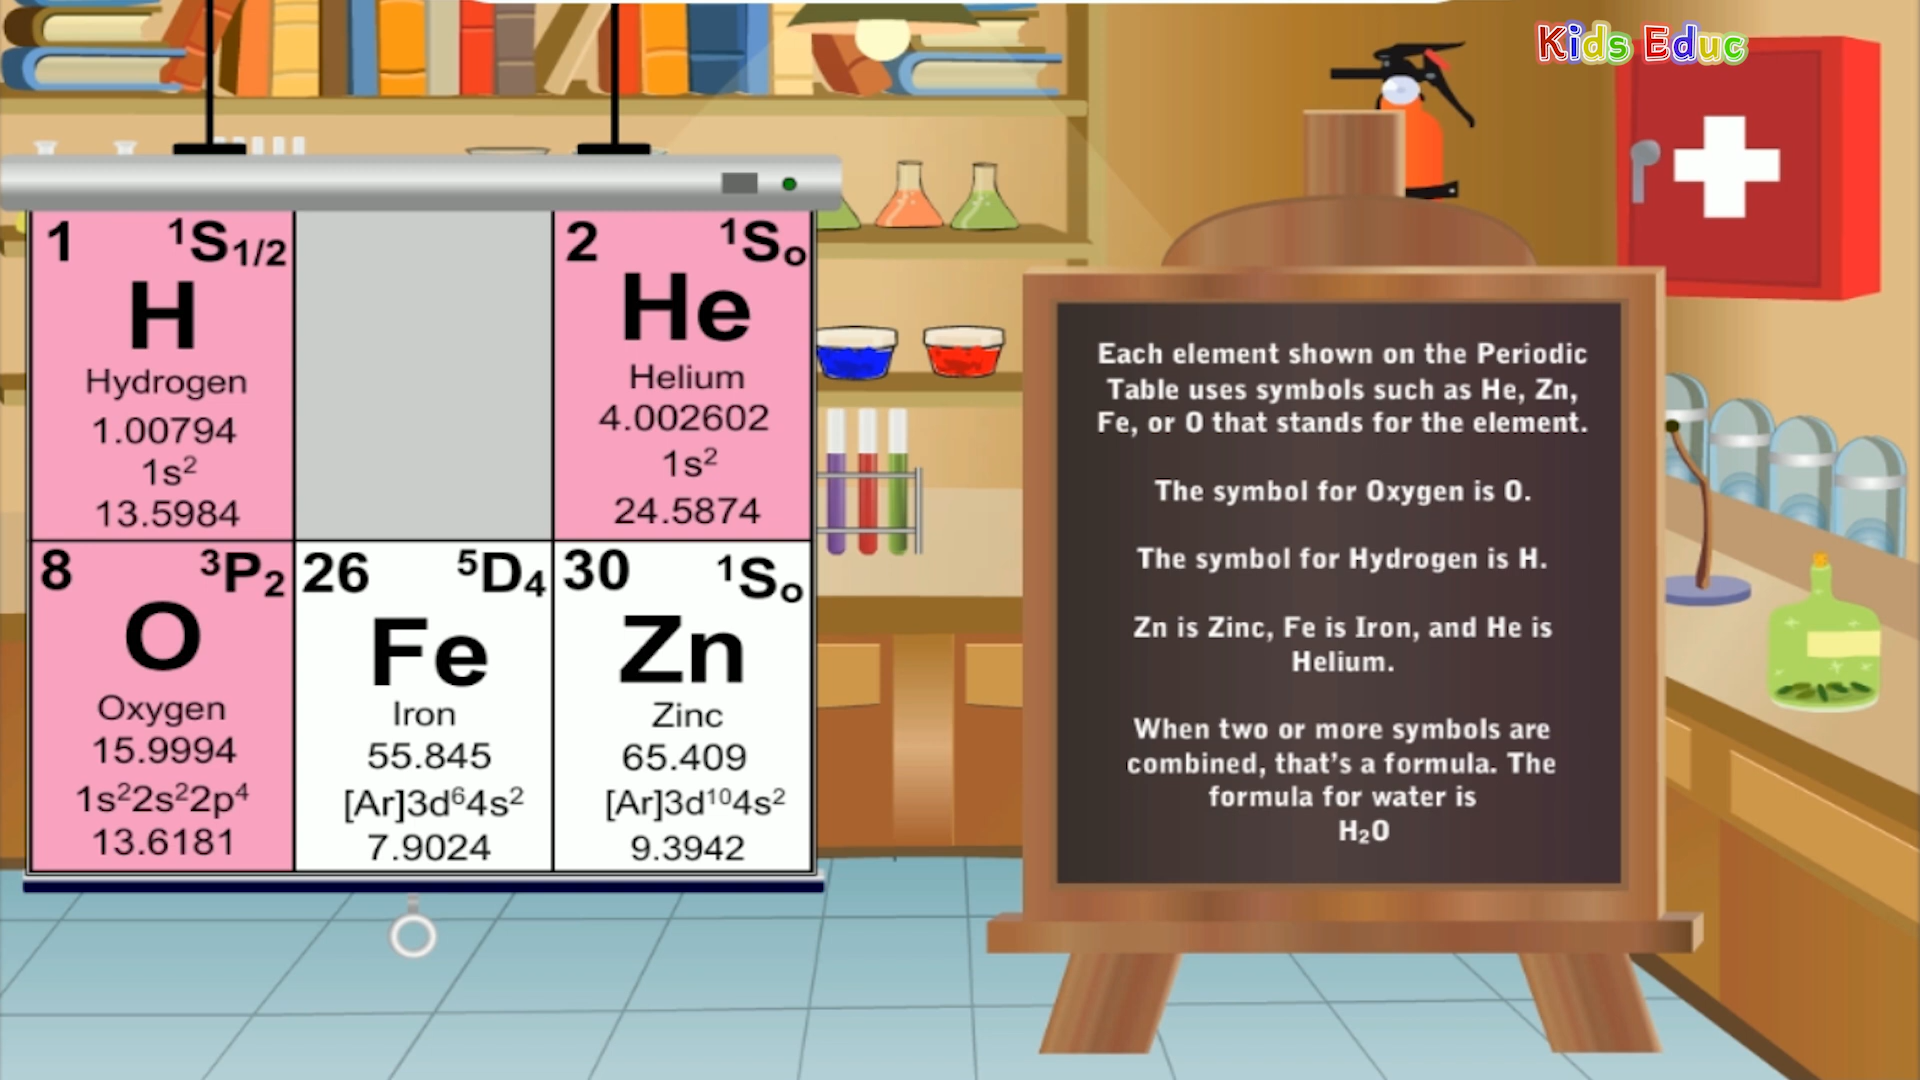 Kids Educ
1 ¹S₁/₂
H
Hydrogen
1.00794
1s²
13.5984
2 ¹S₀
He
Helium
4.002602
1s²
24.5874
8 ³P₂
O
Oxygen
15.9994
1s²2s²2p⁴
13.6181
26 ⁵D₄
Fe
Iron
55.845
[Ar]3d⁶4s²
7.9024
30 ¹S₀
Zn
Zinc
65.409
[Ar]3d¹⁰4s²
9.3942
Each element shown on the Periodic
Table uses symbols such as He, Zn,
Fe, or O that stands for the element.
The symbol for Oxygen is O.
The symbol for Hydrogen is H.
Zn is Zinc, Fe is Iron, and He is
Helium.
When two or more symbols are
combined, that's a formula. The
formula for water is
H₂O